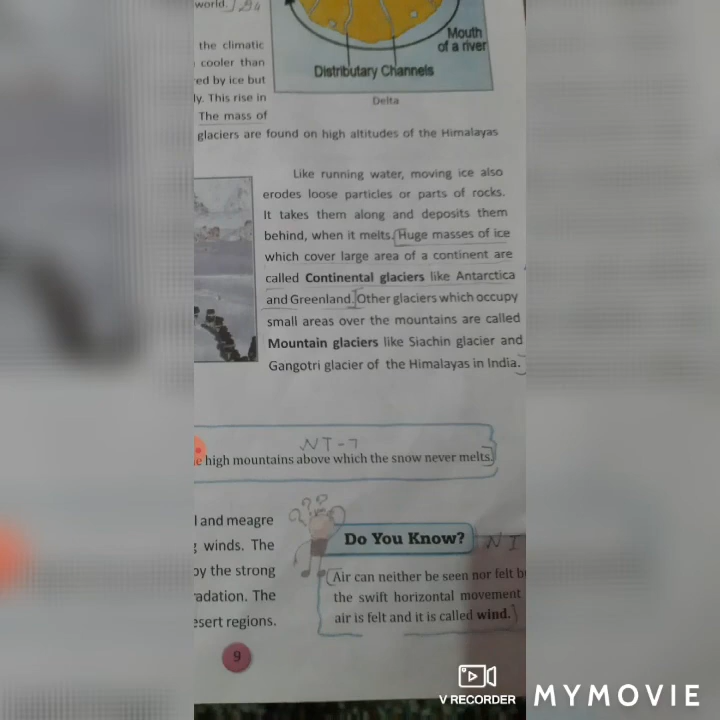 world.
Mouth
of a river
Distributary Channels
Delta
the climatic
cooler than
ed by ice but
ly. This rise in
The mass of
glaciers are found on high altitudes of the Himalayas
Like running water, moving ice also
erodes loose particles or parts of rocks.
It takes them along and deposits them
behind, when it melts. Huge masses of ice
which cover large area of a continent are
called Continental glaciers like Antarctica
and Greenland. Other glaciers which occupy
small areas over the mountains are called
Mountain glaciers like Siachin glacier and
Gangotri glacier of the Himalayas in India.
NT-7
e high mountains above which the snow never melts.
l and meagre
winds. The
by the strong
radation. The
esert regions.
Do You Know?
NI
Air can neither be seen nor felt b
the swift horizontal movement
air is felt and it is called wind.
9
V RECORDER
MYMOVIE